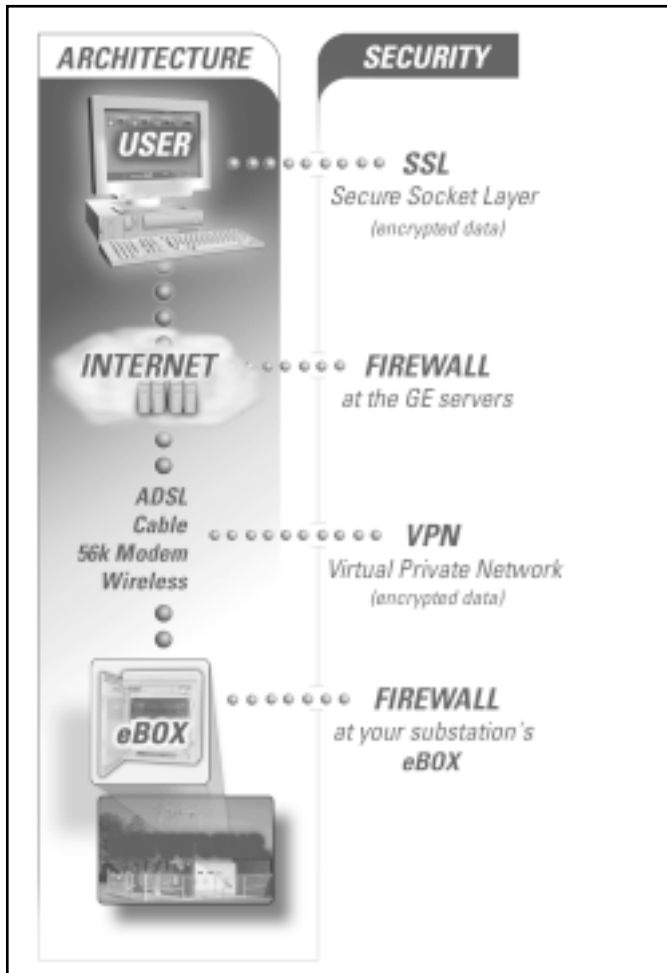 ARCHITECTURE
SECURITY
USER
SSL
Secure Socket Layer
(encrypted data)
INTERNET
FIREWALL
at the GE servers
ADSL
Cable
56k Modem
Wireless
VPN
Virtual Private Network
(encrypted data)
eBOX
FIREWALL
at your substation's
eBOX